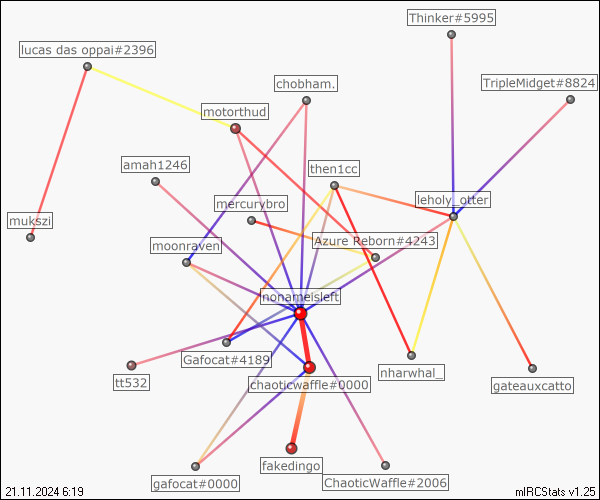 Thinker#5995
lucas das oppai#2396
chobham.
TripleMidget#8824
motorthud
amah1246
then1cc
mercurybro
leholy_otter
mukszi
moonraven
Azure Reborn#4243
nonameisleft
Gafocat#4189
nharwhal_
tt532
chaoticwaffle#0000
gateauxcatto
fakedingo
gafocat#0000
ChaoticWaffle#2006
21.11.2024 6:19
mIRCStats v1.25